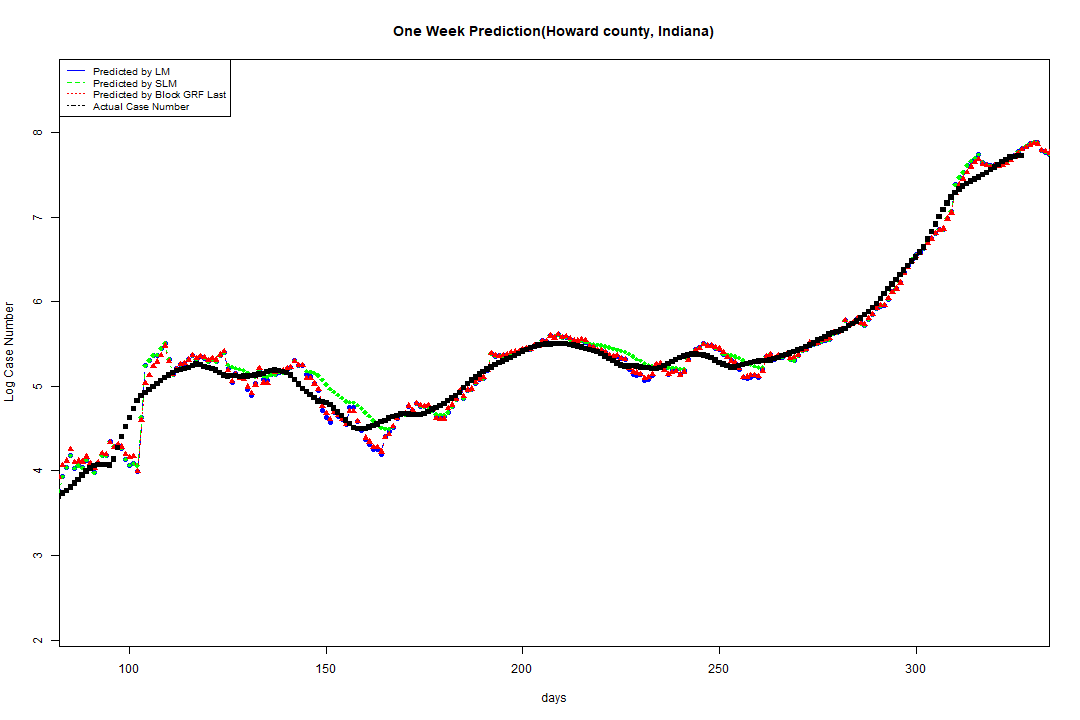 One Week Prediction(Howard county, Indiana)
Predicted by LM
Predicted by SLM
Predicted by Block GRF Last
Actual Case Number
Log Case Number
8
7
6
5
4
3
2
100 150 200 250 300
days